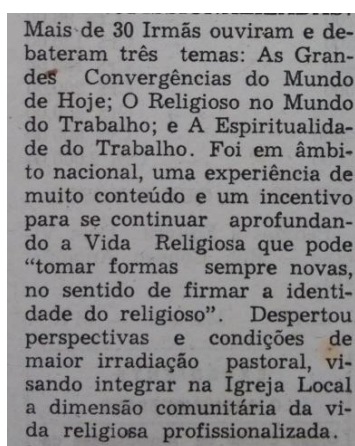 Mais de 30 Irmãs ouviram e de-
bateram três temas: As Gran-
des Convergências do Mundo
de Hoje; O Religioso no Mundo
do Trabalho; e A Espiritualida-
de do Trabalho. Foi em âmbi-
to nacional, uma experiência de
muito conteúdo e um incentivo
para se continuar aprofundan-
do a Vida Religiosa que pode
“tomar formas sempre novas,
no sentido de firmar a identi-
dade do religioso”. Despertou
perspectivas e condições de
maior irradiação pastoral, vi-
sando integrar na Igreja Local
a dimensão comunitária da vi-
da religiosa profissionalizada.